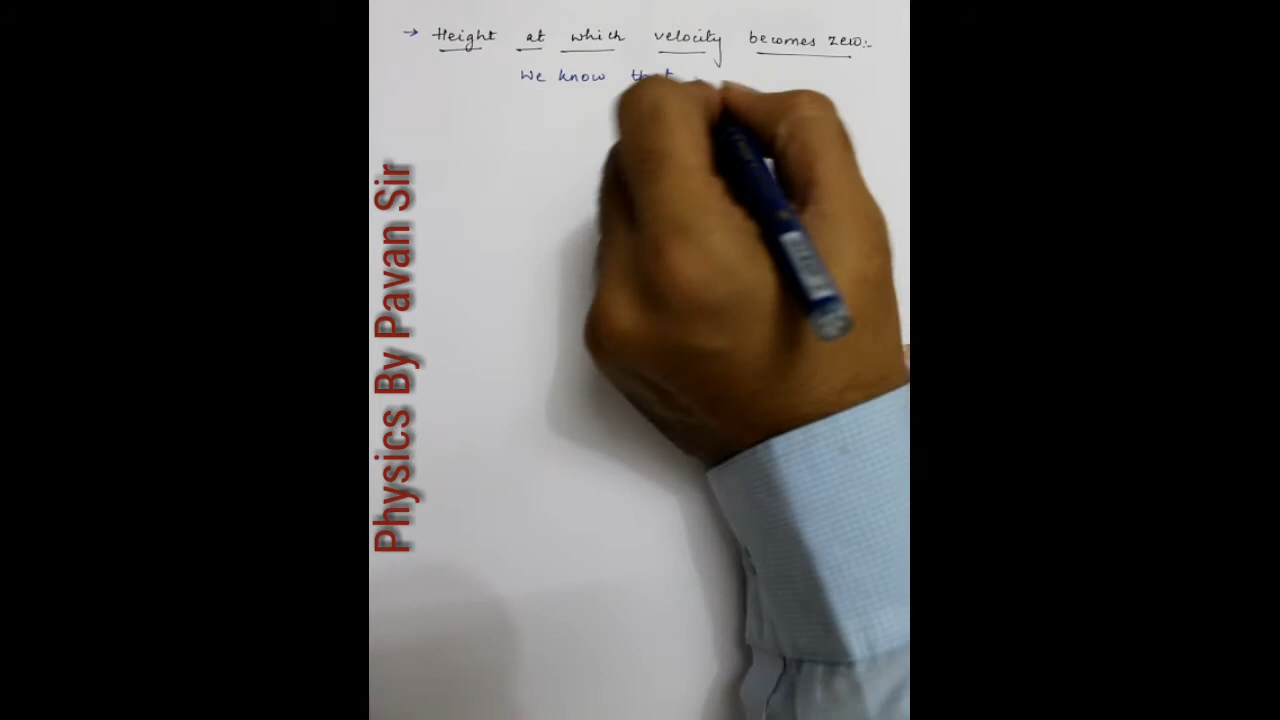 → Height at which velocity becomes zero:-
We know that
Physics By Pavan Sir